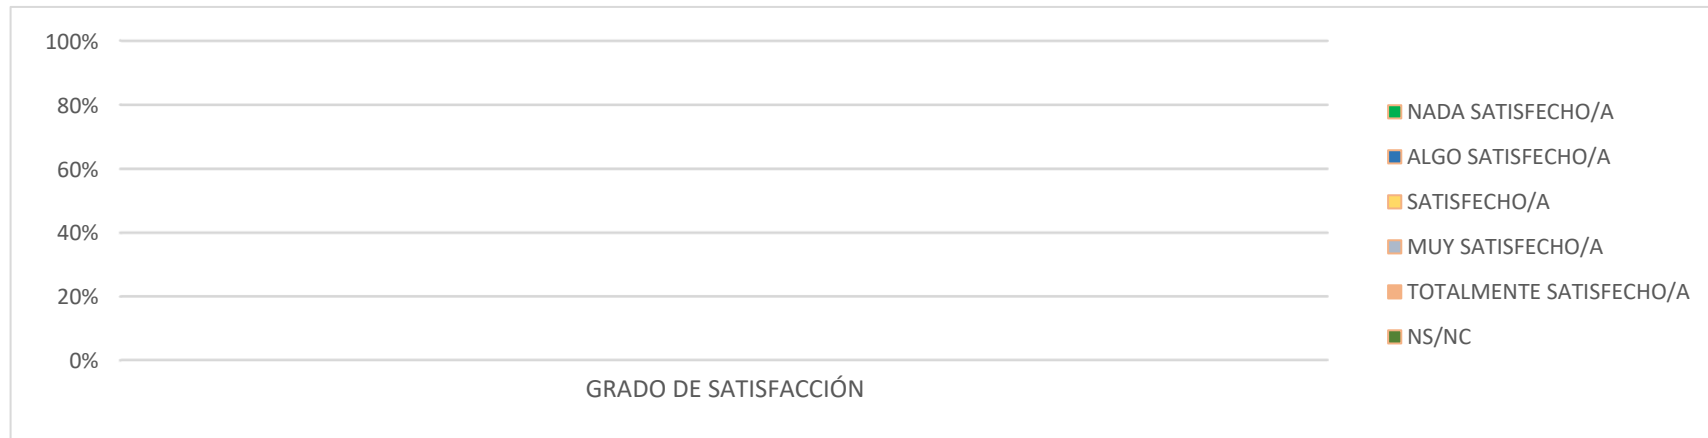 100%
80%
60%
40%
20%
0%
GRADO DE SATISFACCIÓN
NADA SATISFECHO/A
ALGO SATISFECHO/A
SATISFECHO/A
MUY SATISFECHO/A
TOTALMENTE SATISFECHO/A
NS/NC